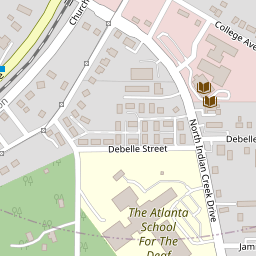 Church
College Ave
North Indian Creek Drive
Debelle Street
Debelle
The Atlanta
School
For The
Deaf
Jam